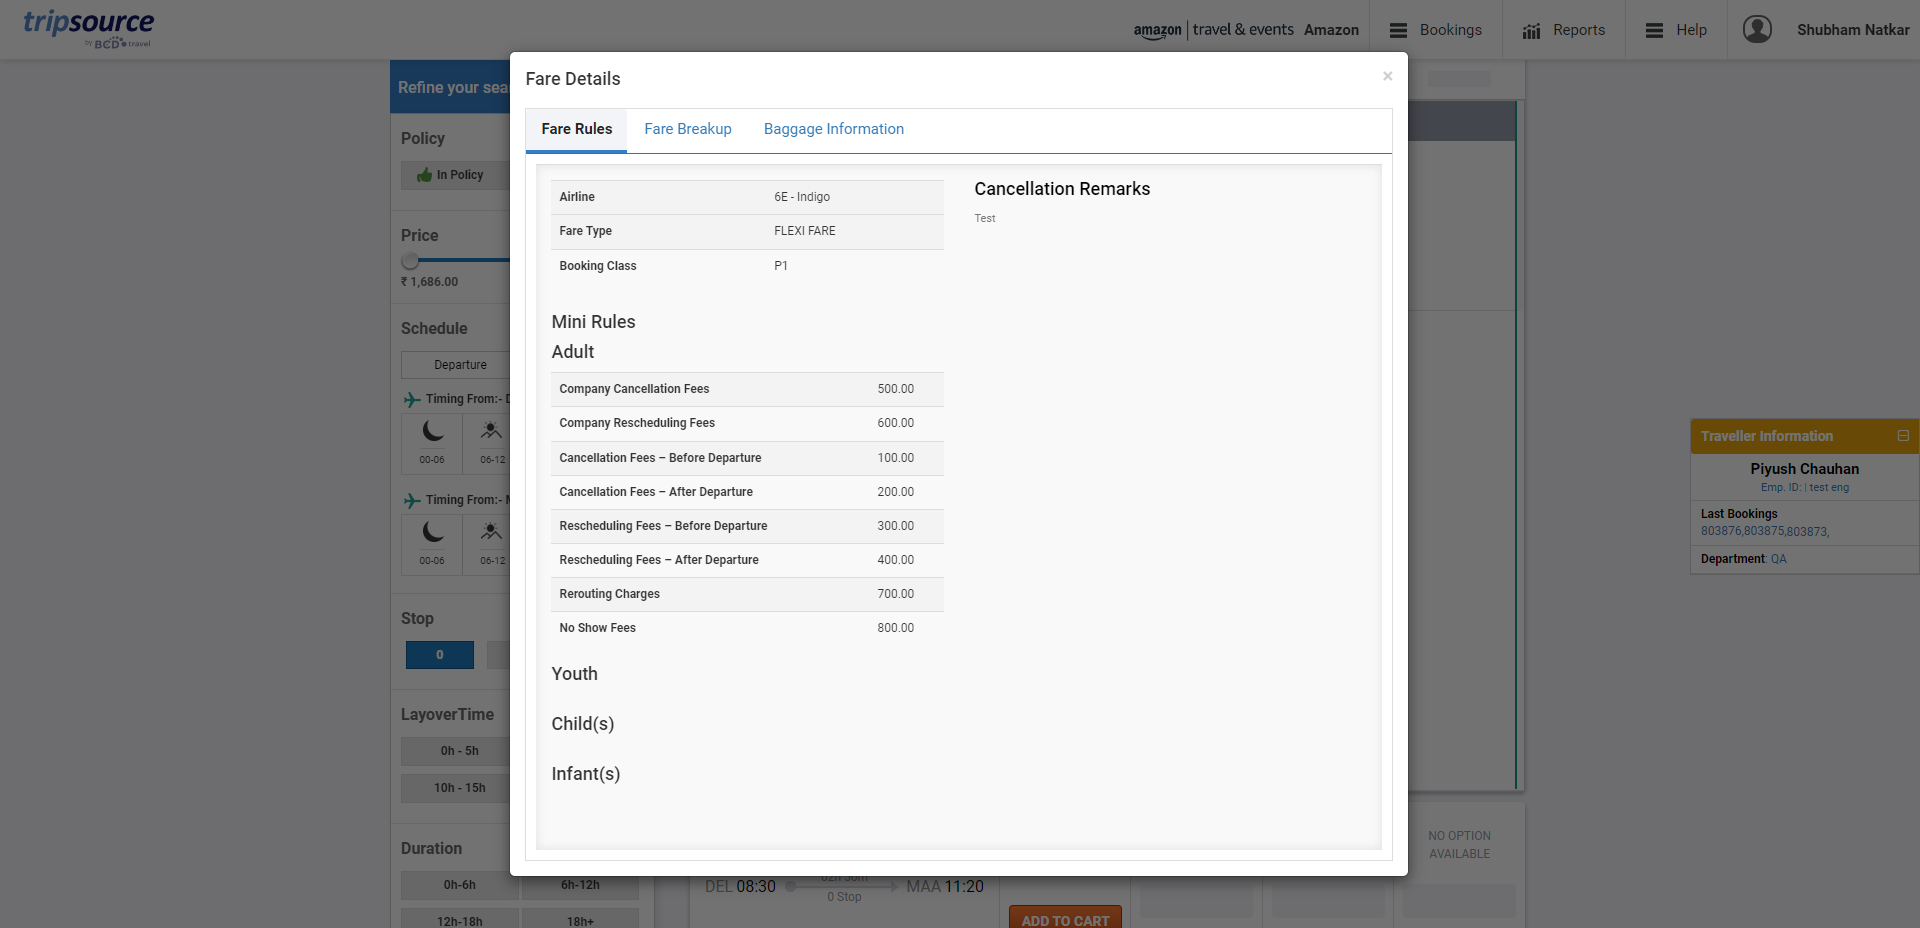 tripsource
by BCD travel
amazon | travel & events Amazon
Bookings
Reports
Help
Shubham Natkar
Refine your sea
Policy
In Policy
Price
₹ 1,686.00
Schedule
Departure
Timing From:- D
00-06
06-12
Timing From:-
00-06
06-12
Stop
0
LayoverTime
0h - 5h
10h - 15h
Duration
0h-6h
6h-12h
12h-18h
18h+
Fare Details
×
Fare Rules
Fare Breakup
Baggage Information
Airline 6E - Indigo
Fare Type FLEXI FARE
Booking Class P1
Mini Rules
Adult
Company Cancellation Fees 500.00
Company Rescheduling Fees 600.00
Cancellation Fees – Before Departure 100.00
Cancellation Fees – After Departure 200.00
Rescheduling Fees – Before Departure 300.00
Rescheduling Fees – After Departure 400.00
Rerouting Charges 700.00
No Show Fees 800.00
Youth
Child(s)
Infant(s)
Cancellation Remarks
Test
Traveller Information
Piyush Chauhan
Emp. ID: | test eng
Last Bookings
803876,803875,803873,
Department: QA
NO OPTION
AVAILABLE
DEL 08:30
MAA 11:20
0 Stop
ADD TO CART